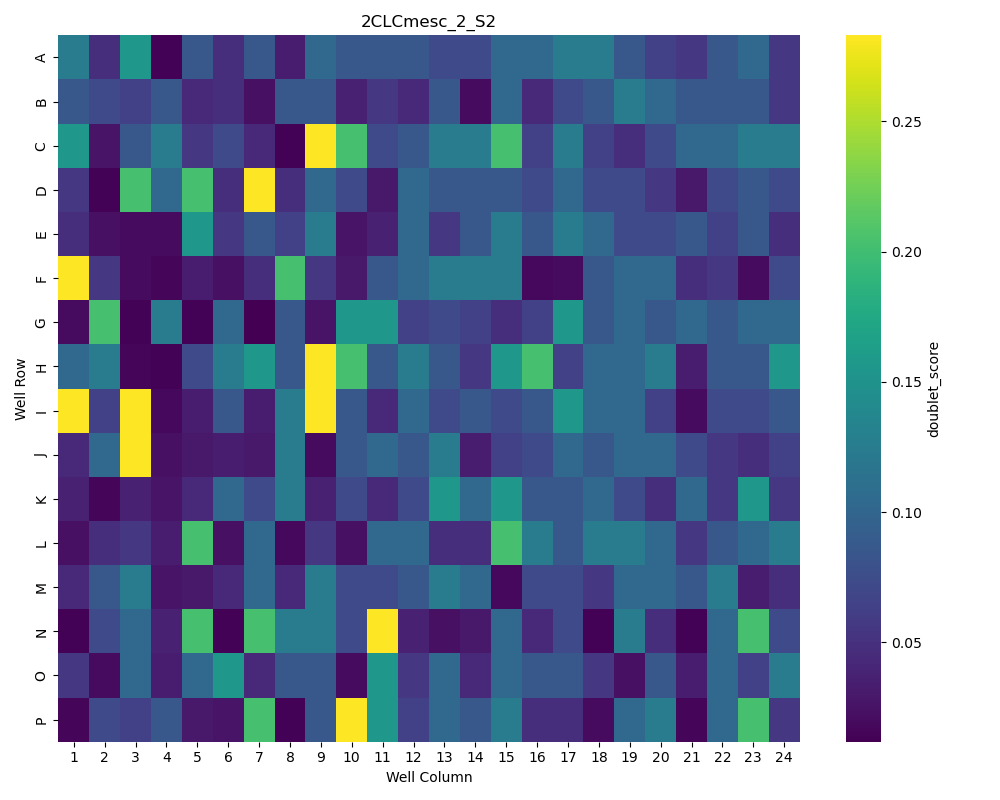 2CLCmesc_2_S2
Well Row
A
B
C
D
E
F
G
H
I
J
K
L
M
N
O
P
1 2 3 4 5 6 7 8 9 10 11 12 13 14 15 16 17 18 19 20 21 22 23 24
Well Column
0.25
0.20
0.15
0.10
0.05
doublet_score